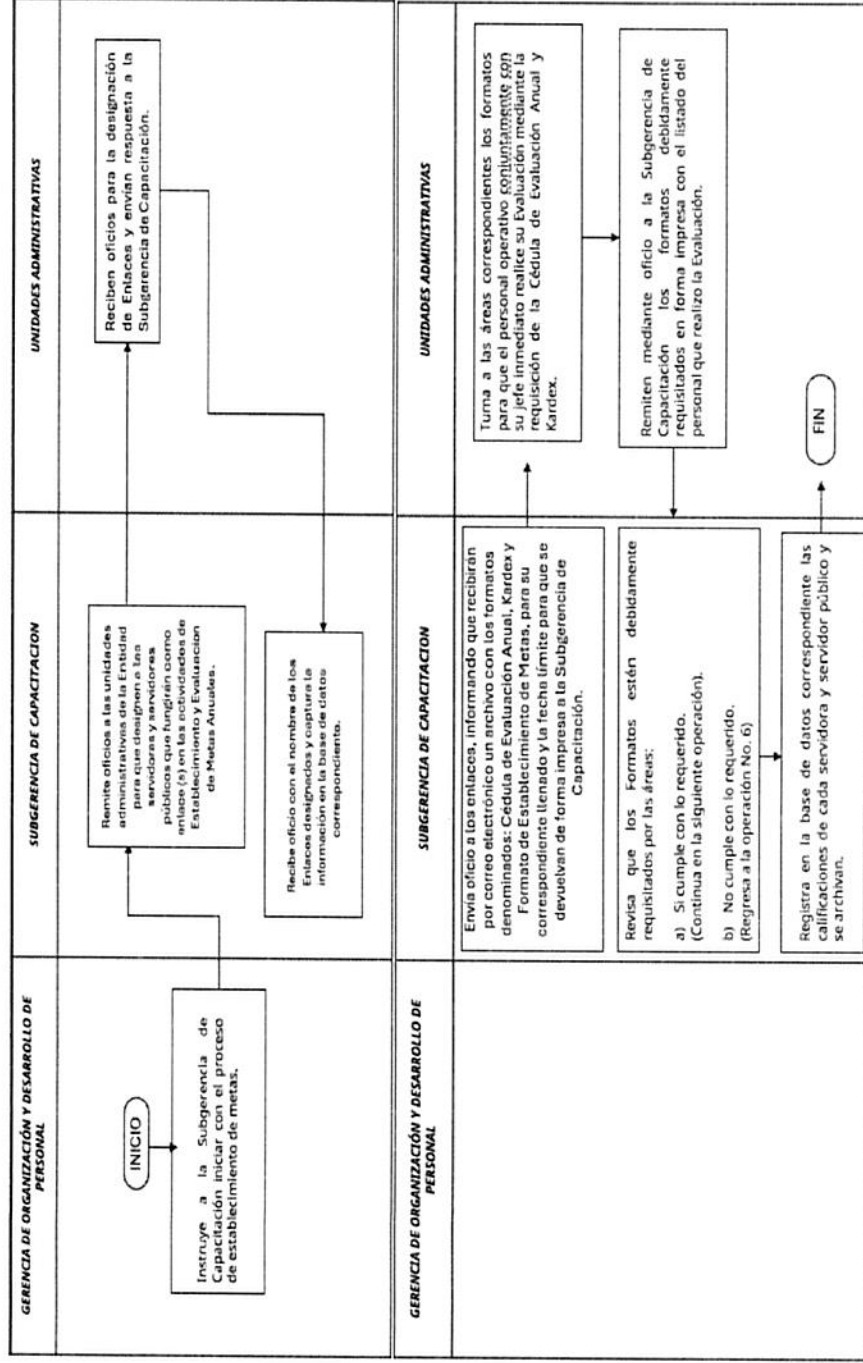 GERENCIA DE ORGANIZACIÓN Y DESARROLLO DE
PERSONAL
SUBGERENCIA DE CAPACITACION
UNIDADES ADMINISTRATIVAS
INICIO
Instruye a la Subgerencia de
Capacitación iniciar con el proceso
de establecimiento de metas.
Remite oficios a las unidades
administrativas de la Entidad
para que designen a las
servidoras y servidores
públicos que fungirán como
enlace (s) en las actividades de
Establecimiento y Evaluacion
de Metas Anuales.
Reciben oficios para la designación
de Enlaces y envían respuesta a la
Subgerencia de Capacitación.
Recibe oficio con el nombre de los
Enlaces designados y captura la
información en la base de datos
correspondiente.
GERENCIA DE ORGANIZACIÓN Y DESARROLLO DE
PERSONAL
SUBGERENCIA DE CAPACITACION
UNIDADES ADMINISTRATIVAS
Envía oficio a los enlaces, informando que recibirán
por correo electrónico un archivo con los formatos
denominados: Cédula de Evaluación Anual, Kardex y
Formato de Establecimiento de Metas, para su
correspondiente llenado y la fecha límite para que se
devuelvan de forma impresa a la Subgerencia de
Capacitación.
Turna a las áreas correspondientes los formatos
para que el personal operativo conjuntamente con
su jefe inmediato realice su Evaluación mediante la
requisición de la Cédula de Evaluación Anual y
Kardex.
Remiten mediante oficio a la Subgerencia de
Capacitación los formatos debidamente
requisitados en forma impresa con el listado del
personal que realizo la Evaluación.
Revisa que los Formatos estén debidamente
requisitados por las áreas:
a) Si cumple con lo requerido.
(Continua en la siguiente operación).
b) No cumple con lo requerido.
(Regresa a la operación No. 6)
Registra en la base de datos correspondiente las
calificaciones de cada servidora y servidor público y
se archivan.
FIN